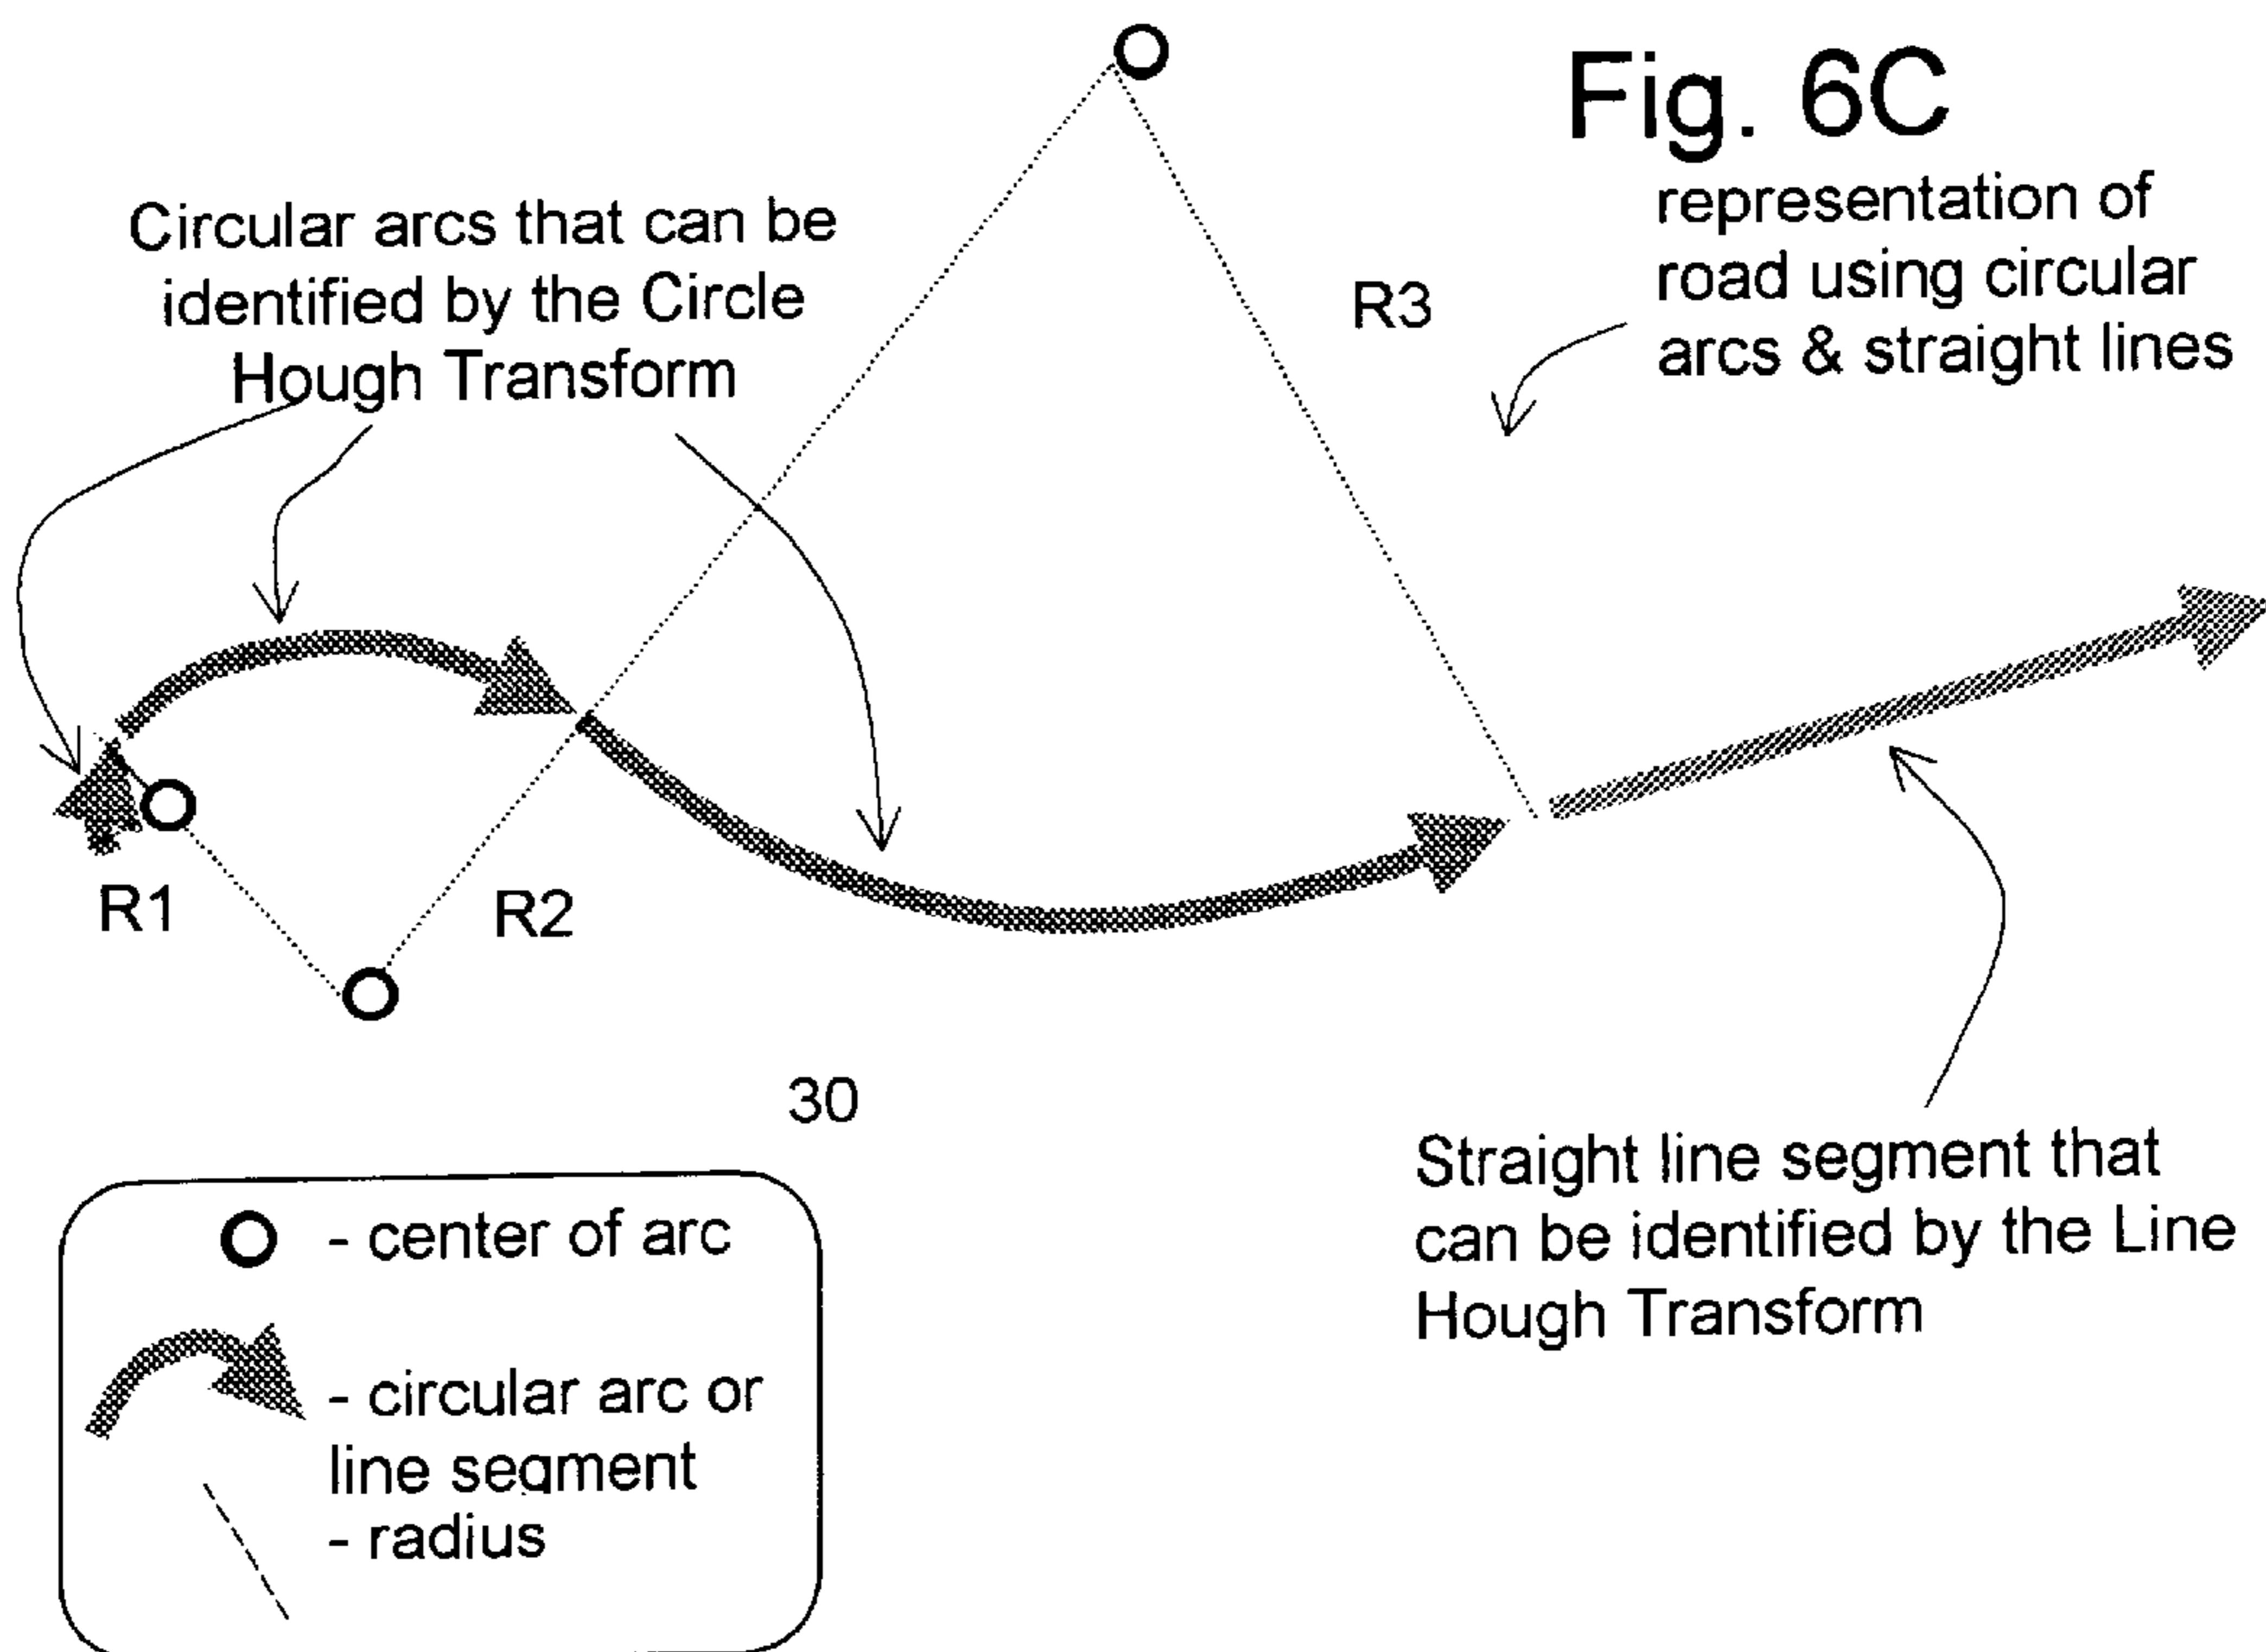 Fig. 6C
representation of
road using circular
arcs & straight lines
Circular arcs that can be
identified by the Circle
Hough Transform
R3
R1
R2
30
- center of arc
- circular arc or
line segment
- radius
Straight line segment that
can be identified by the Line
Hough Transform